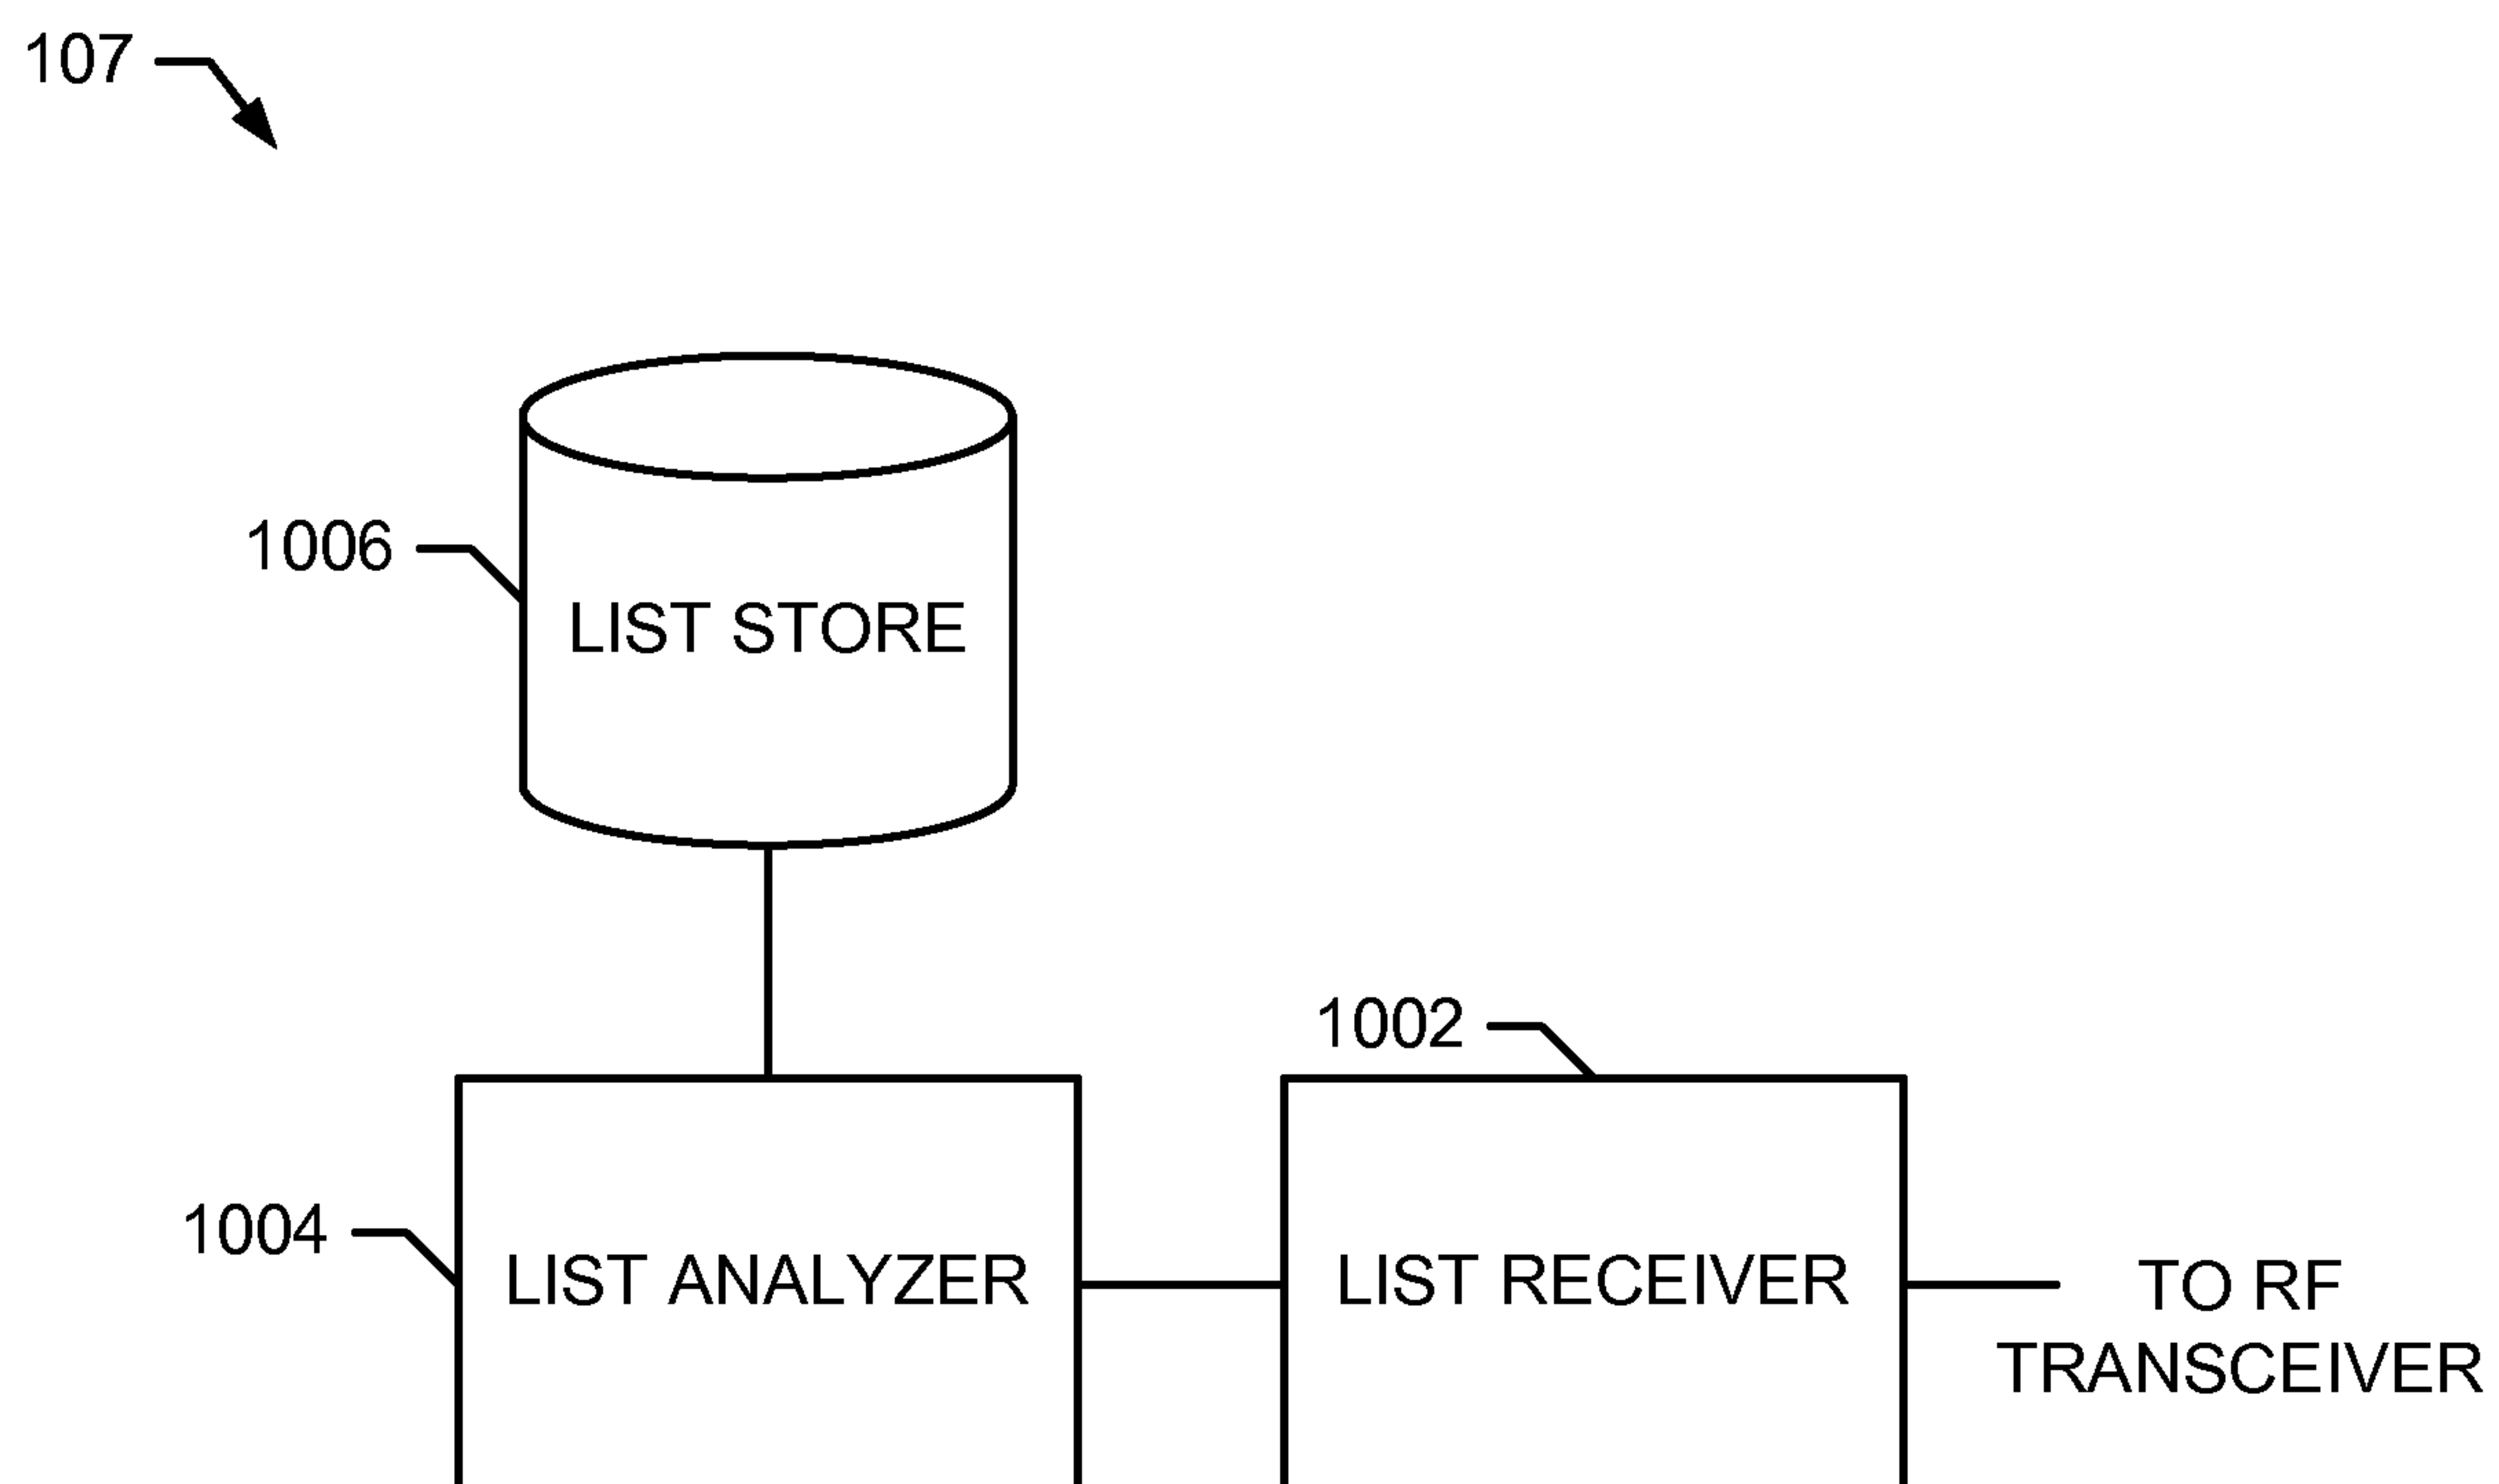 107
1006
LIST STORE
1002
1004
LIST ANALYZER
LIST RECEIVER
TO RF
TRANSCEIVER